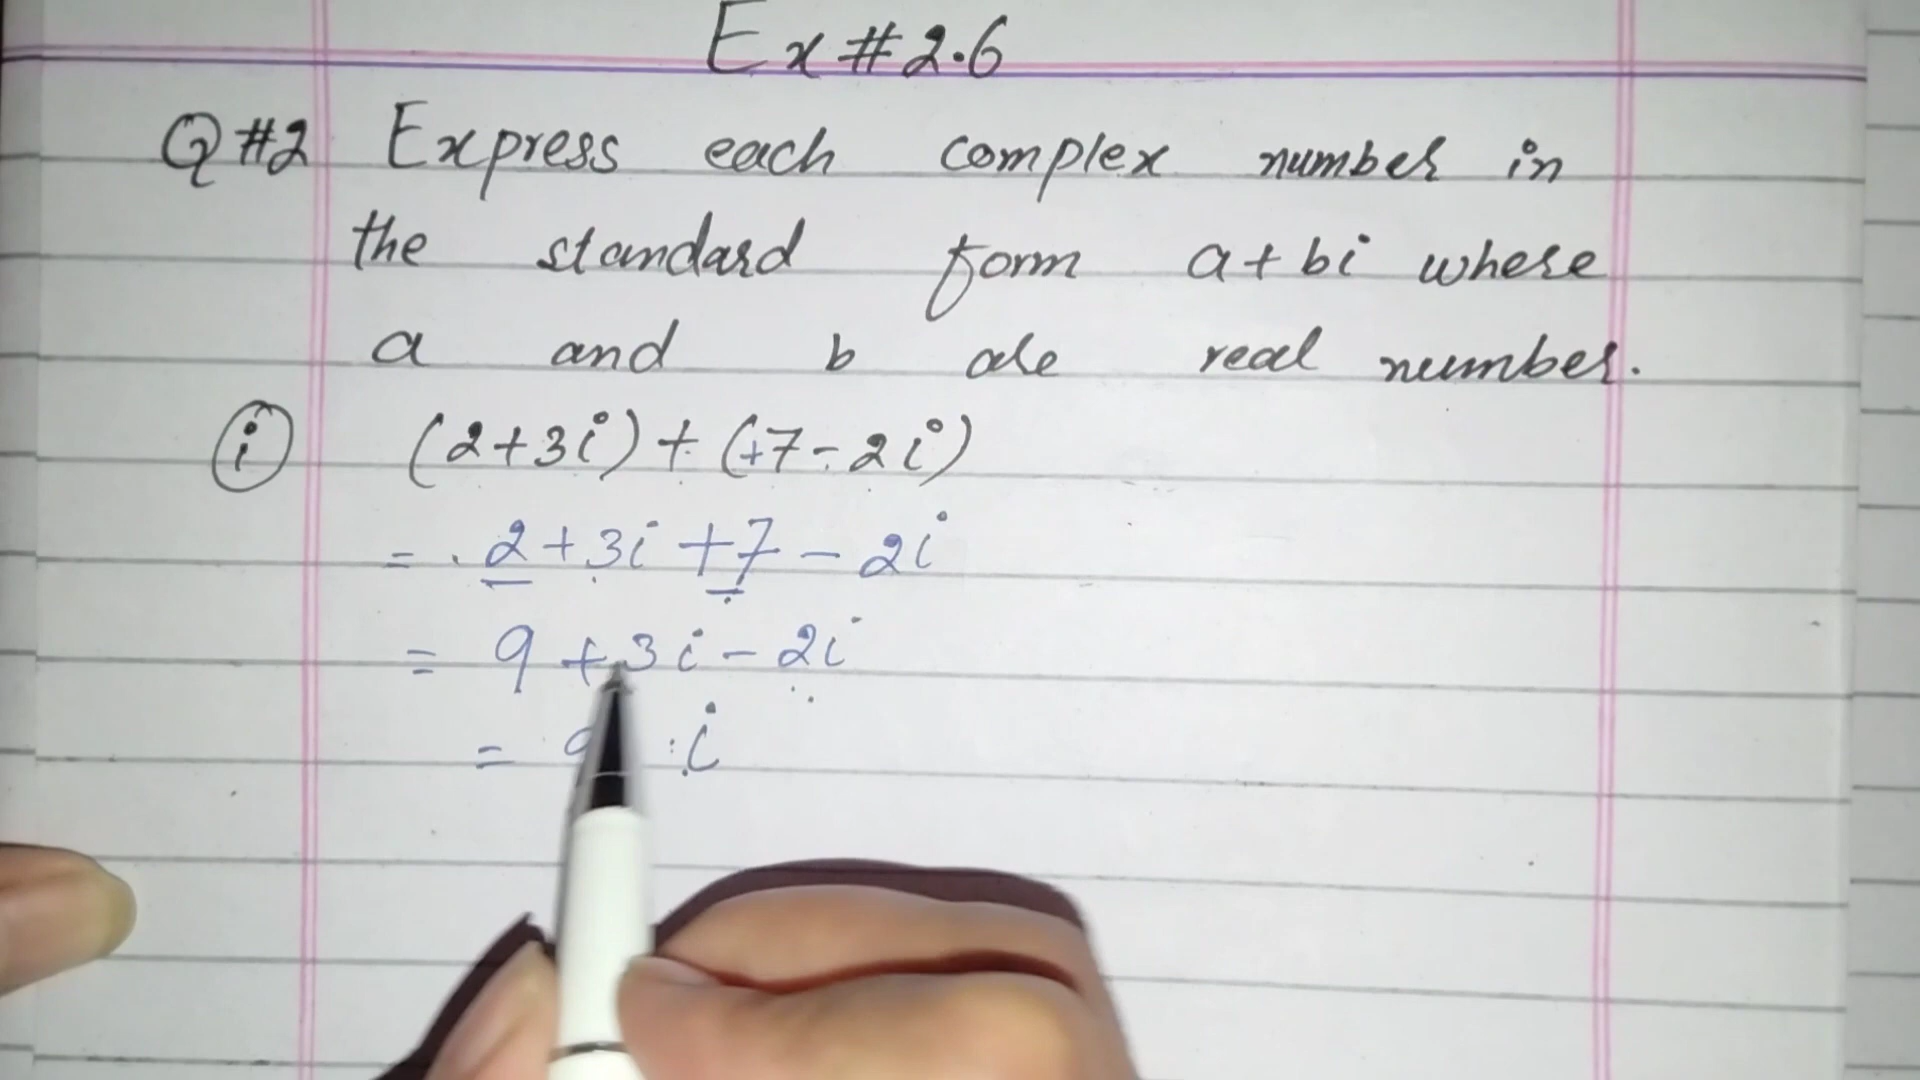 Ex#2.6
Q#2 Express each complex number in
the standard form a+bi where
a and b are real number.
(i) (2+3i)+(+7-2i)
= 2+3i+7-2i
= 9+3i-2i
= 9 i